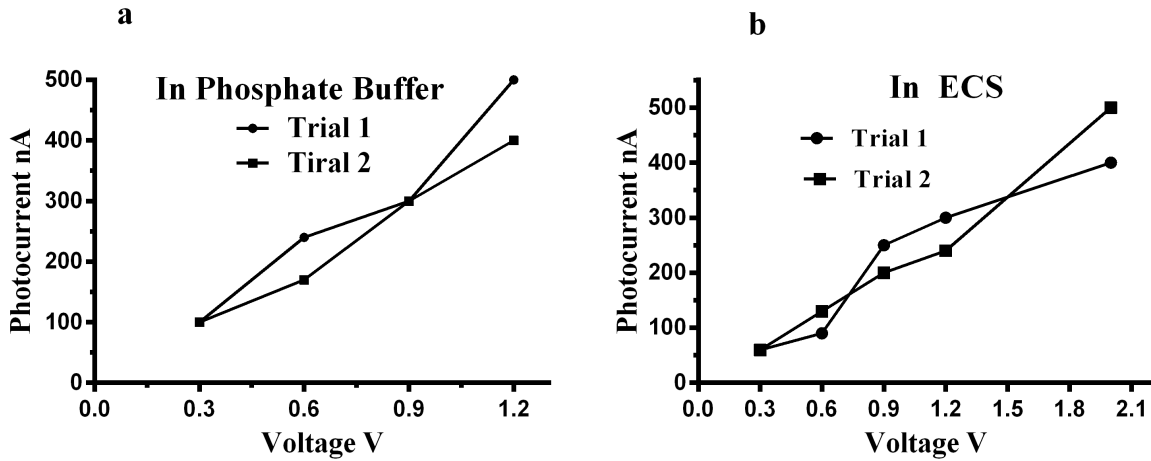 a
In Phosphate Buffer
Trial 1
Tiral 2
Photocurrent nA
500
400
300
200
100
0
0.0 0.3 0.6 0.9 1.2
Voltage V
b
In ECS
Trial 1
Trial 2
Photocurrent nA
500
400
300
200
100
0
0.0 0.3 0.6 0.9 1.2 1.5 1.8 2.1
Voltage V